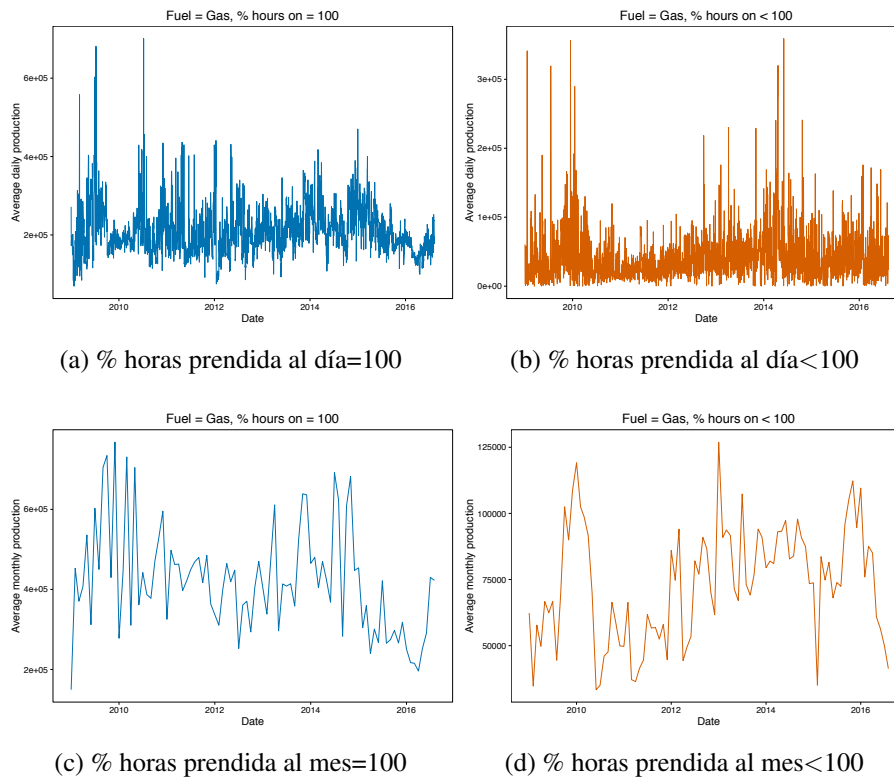 Fuel = Gas, % hours on = 100
Average daily production
6e+05
4e+05
2e+05
2010
2012
2014
2016
Date
(a) % horas prendida al día=100
Fuel = Gas, % hours on < 100
Average daily production
3e+05
2e+05
1e+05
0e+00
2010
2012
2014
2016
Date
(b) % horas prendida al día<100
Fuel = Gas, % hours on = 100
Average monthly production
6e+05
4e+05
2e+05
2010
2012
2014
2016
Date
(c) % horas prendida al mes=100
Fuel = Gas, % hours on < 100
Average monthly production
125000
100000
75000
50000
2010
2012
2014
2016
Date
(d) % horas prendida al mes<100